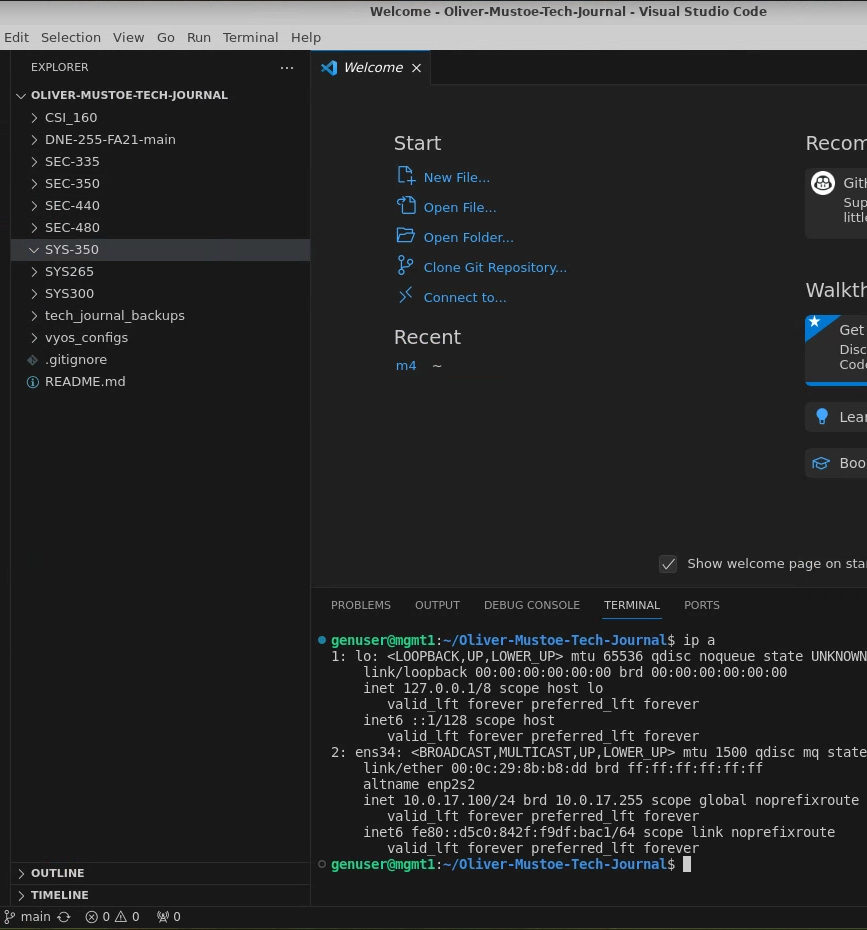 Welcome - Oliver-Mustoe-Tech-Journal - Visual Studio Code
Edit Selection View Go Run Terminal Help
EXPLORER
Welcome
OLIVER-MUSTOE-TECH-JOURNAL
CSI_160
DNE-255-FA21-main
SEC-335
SEC-350
SEC-440
SEC-480
SYS-350
SYS265
SYS300
tech_journal_backups
vyos_configs
.gitignore
README.md
OUTLINE
TIMELINE
Start
New File...
Open File...
Open Folder...
Clone Git Repository...
Connect to...
Recent
m4 ~
Recom
GitH
Sup
little
Walkth
Get
Disc
Code
Lear
Boo
Show welcome page on star
PROBLEMS OUTPUT DEBUG CONSOLE TERMINAL PORTS
genuser@mgmt1:~/Oliver-Mustoe-Tech-Journal$ ip a
1: lo: <LOOPBACK,UP,LOWER_UP> mtu 65536 qdisc noqueue state UNKNOWN
link/loopback 00:00:00:00:00:00 brd 00:00:00:00:00:00
inet 127.0.0.1/8 scope host lo
valid_lft forever preferred_lft forever
inet6 ::1/128 scope host
valid_lft forever preferred_lft forever
2: ens34: <BROADCAST,MULTICAST,UP,LOWER_UP> mtu 1500 qdisc mq state
link/ether 00:0c:29:8b:b8:dd brd ff:ff:ff:ff:ff:ff
altname enp2s2
inet 10.0.17.100/24 brd 10.0.17.255 scope global noprefixroute
valid_lft forever preferred_lft forever
inet6 fe80::d5c0:842f:f9df:bac1/64 scope link noprefixroute
valid_lft forever preferred_lft forever
genuser@mgmt1:~/Oliver-Mustoe-Tech-Journal$
main 0 0 0